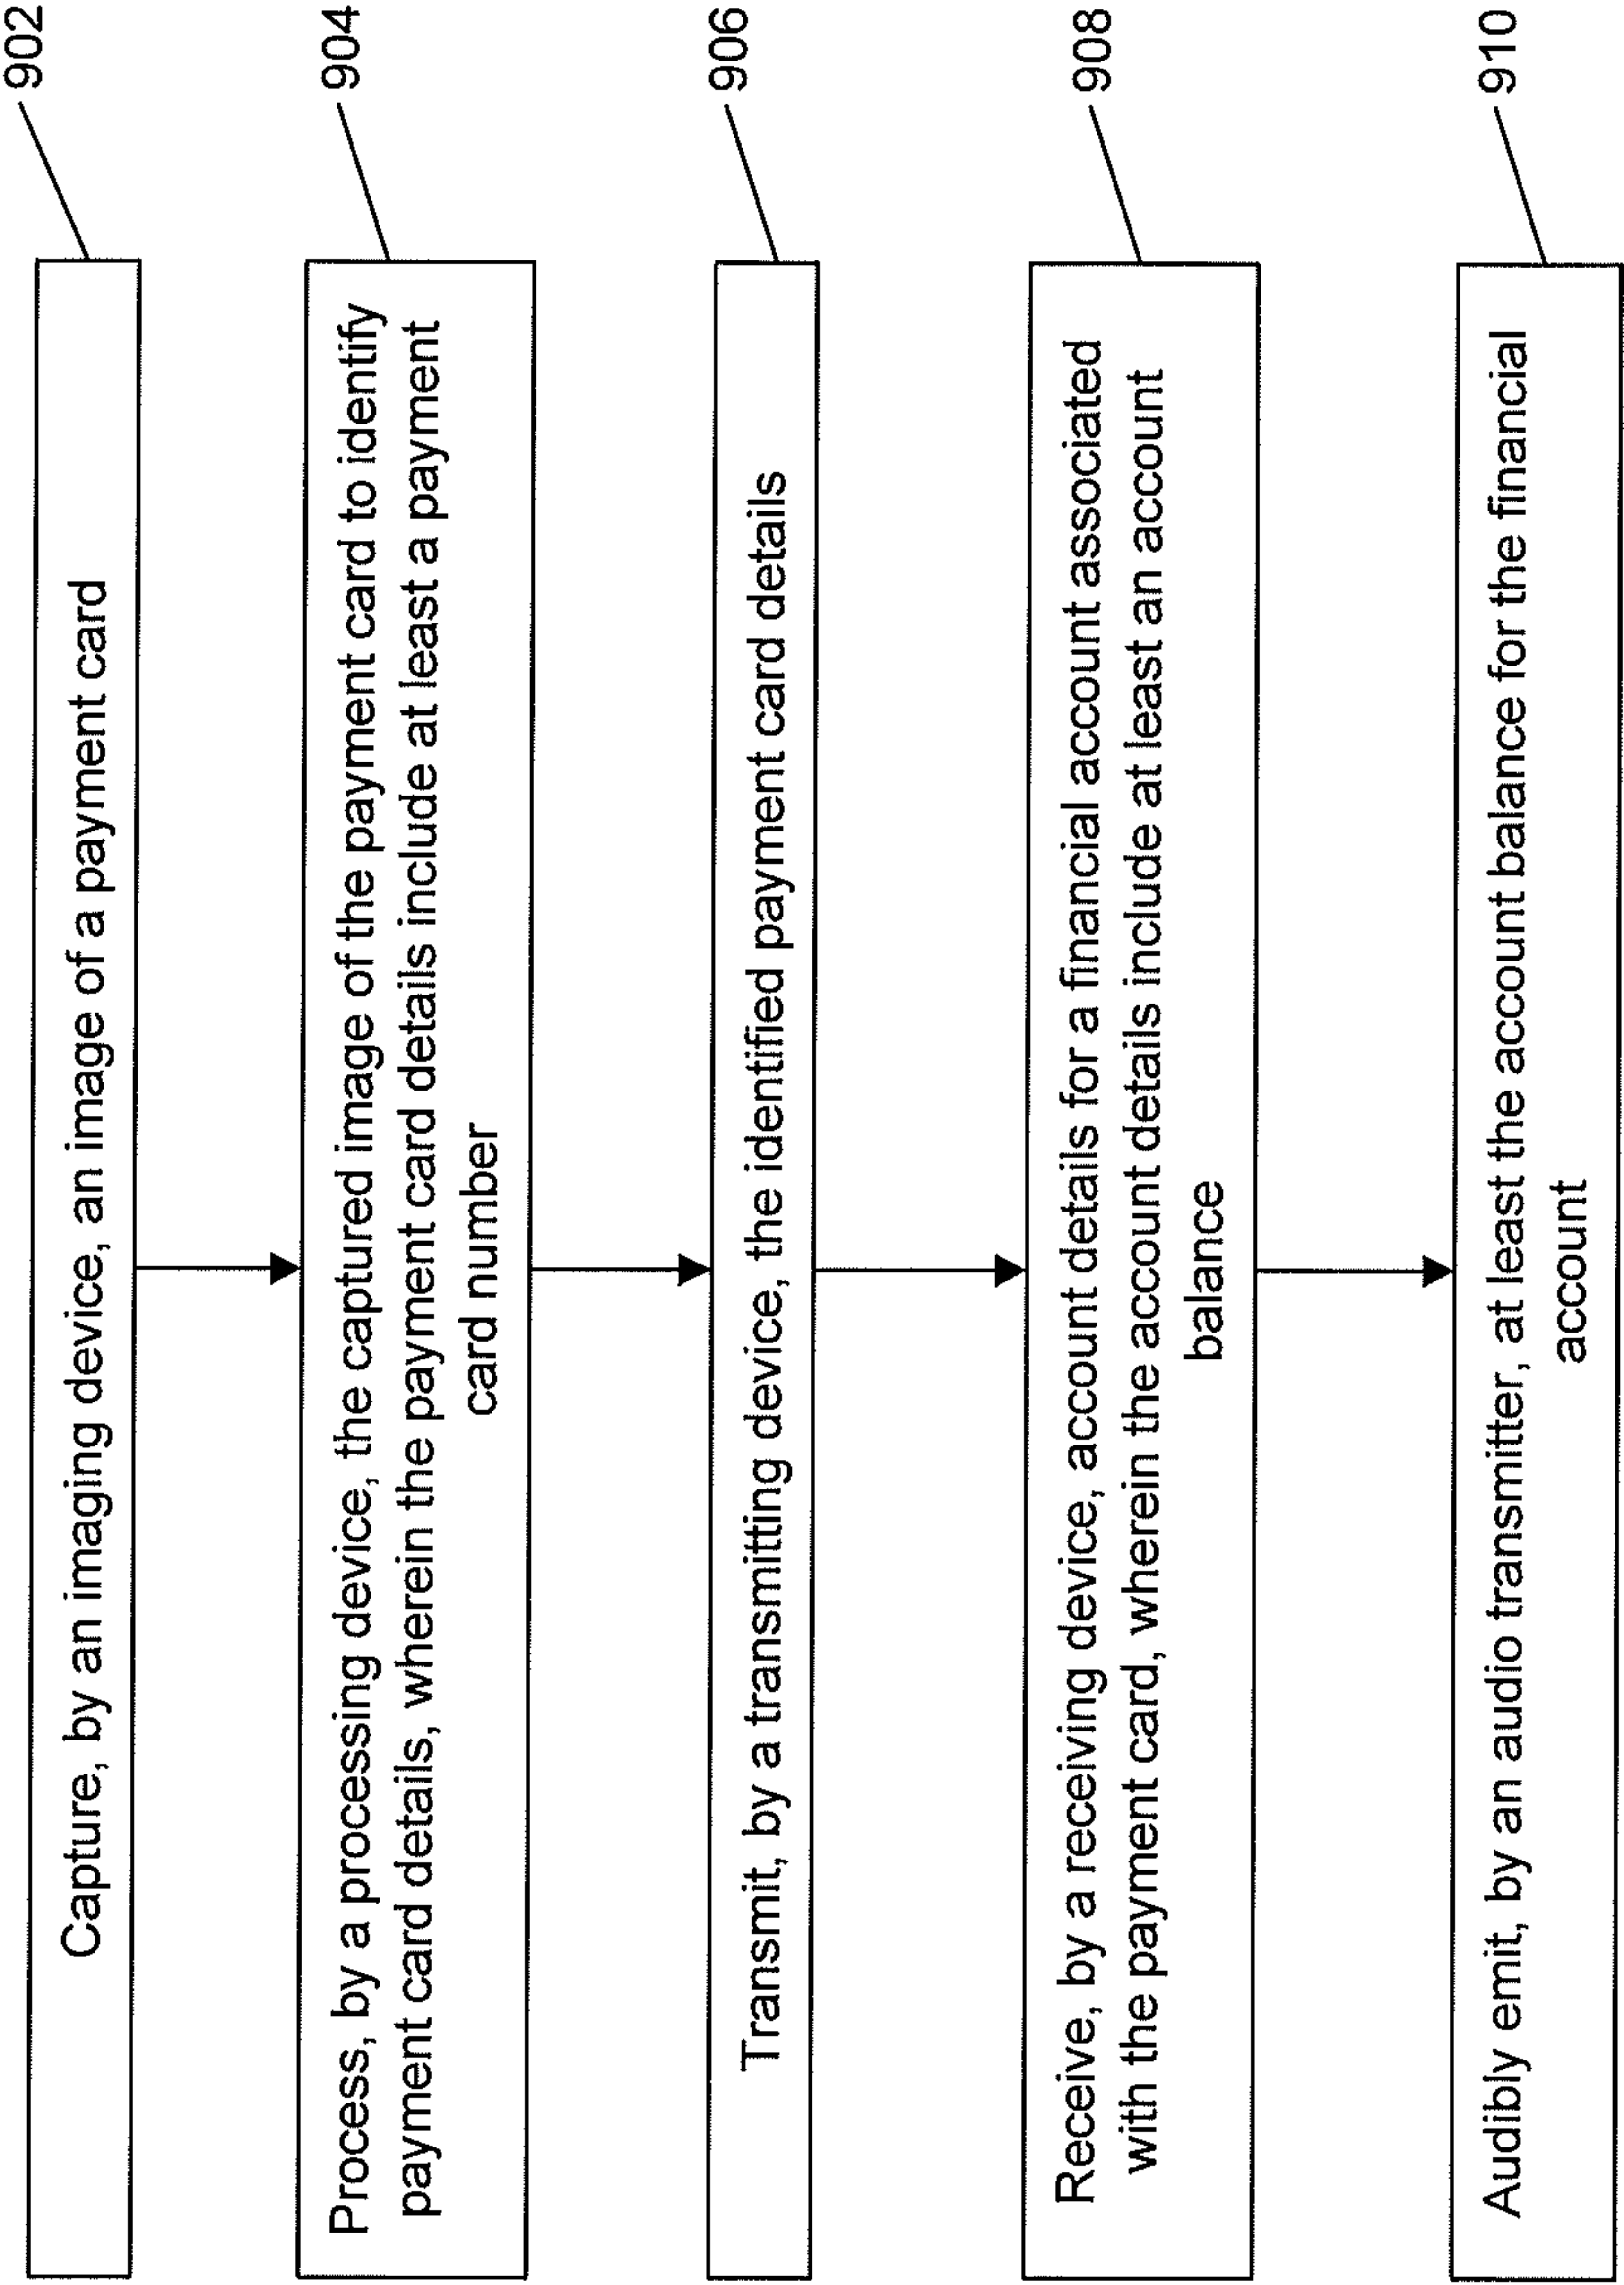 Capture, by an imaging device, an image of a payment card
902
Process, by a processing device, the captured image of the payment card to identify
payment card details, wherein the payment card details include at least a payment
card number
904
Transmit, by a transmitting device, the identified payment card details
906
Receive, by a receiving device, account details for a financial account associated
with the payment card, wherein the account details include at least an account
balance
908
Audibly emit, by an audio transmitter, at least the account balance for the financial
account
910